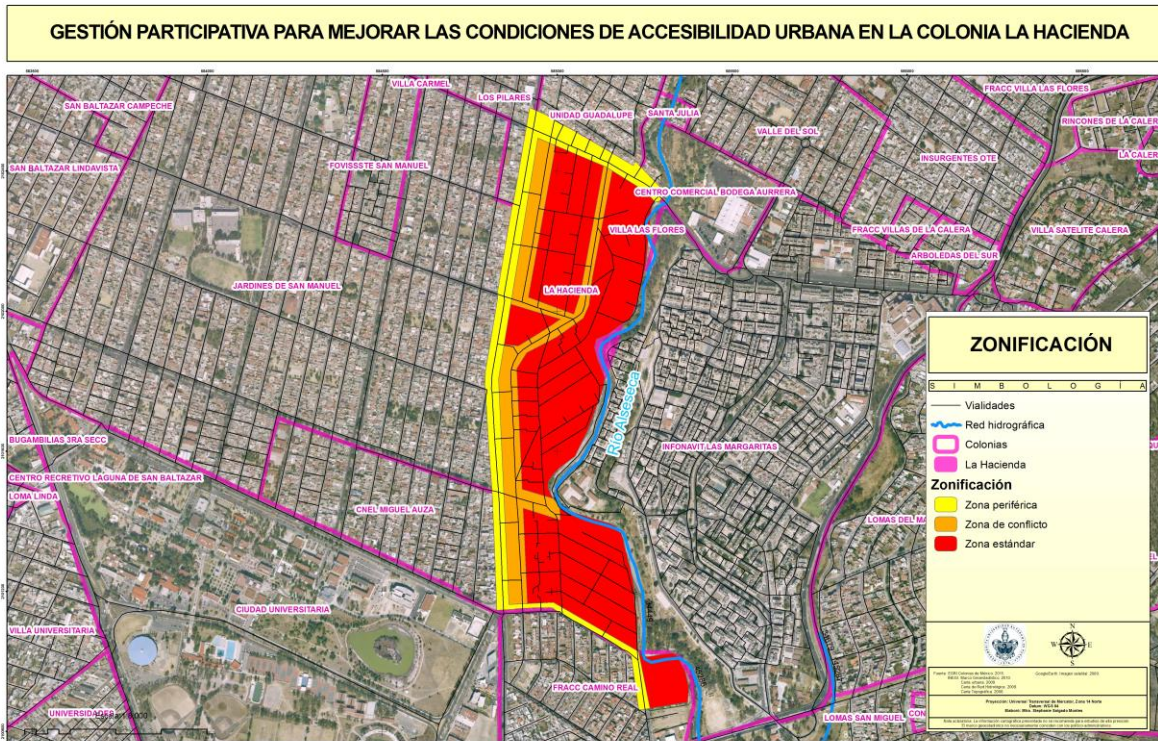 GESTIÓN PARTICIPATIVA PARA MEJORAR LAS CONDICIONES DE ACCESIBILIDAD URBANA EN LA COLONIA LA HACIENDA
VILLA CARMEL
FRACC VILLA LAS FLORES
LOS PILARES
SAN BALTAZAR CAMPECHE
UNIDAD GUADALUPE
SANTA JULIA
RINCONES DE LA CALER
VALLE DEL SOL
INSURGENTES OTE
LA CALER
SAN BALTAZAR LINDAVISTA
FOVISSSTE SAN MANUEL
CENTRO COMERCIAL BODEGA AURRERA
VILLA LAS FLORES
FRACC VILLAS DE LA CALERA
VILLA SATELITE CALERA
ARBOLEDAS DEL SUR
JARDINES DE SAN MANUEL
LA HACIENDA
Río Alseseca
BUGAMBILIAS 3RA SECC
INFONAVIT LAS MARGARITAS
CENTRO RECRETIVO LAGUNA DE SAN BALTAZAR
LOMA LINDA
CNEL MIGUEL AUZA
LOMAS DEL MA
CIUDAD UNIVERSITARIA
VILLA UNIVERSITARIA
FRACC CAMINO REAL
UNIVERSIDADES
LOMAS SAN MIGUEL
CON
ZONIFICACIÓN
SIMBOLOGÍA
Vialidades
Red hidrográfica
Colonias
La Hacienda
Zonificación
Zona periférica
Zona de conflicto
Zona estándar
N
W E
S